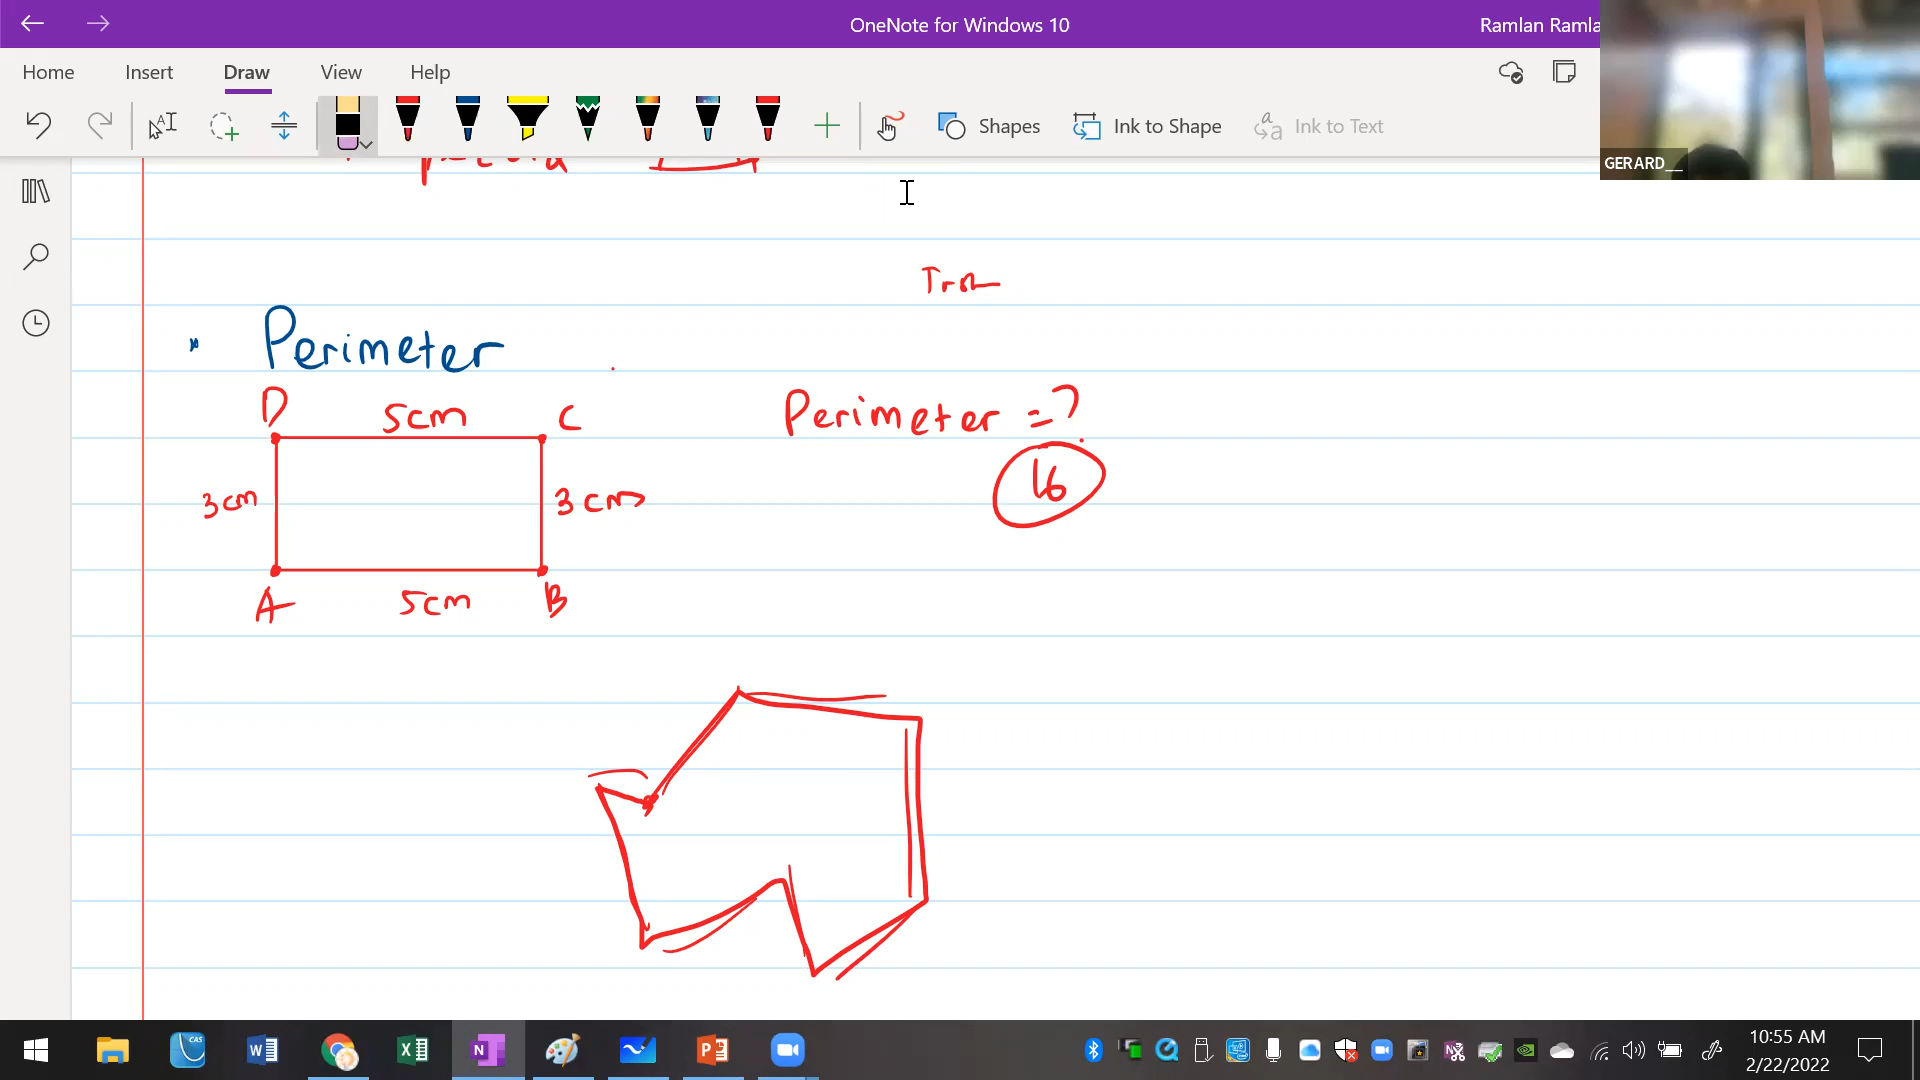 OneNote for Windows 10
Ramlan Ramla
Home Insert Draw View Help
Shapes Ink to Shape Ink to Text
GERARD__
Perimeter
D 5cm C
Perimeter = ?
16
3cm 3cm
A 5cm B
10:55 AM
2/22/2022